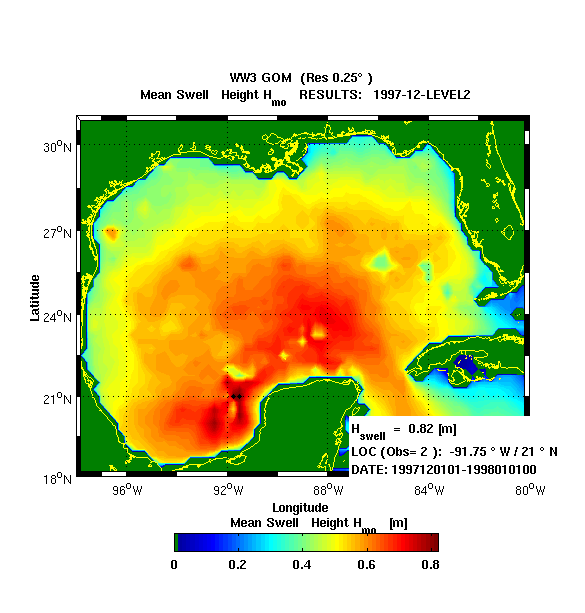 WW3 GOM (Res 0.25° )
Mean Swell Height Hmo RESULTS: 1997-12-LEVEL2
30°N
27°N
24°N
21°N
18°N
Latitude
96°W 92°W 88°W 84°W 80°W
Longitude
Hswell = 0.82 [m]
LOC (Obs= 2 ): -91.75 ° W / 21 ° N
DATE: 1997120101-1998010100
Mean Swell Height Hmo [m]
0 0.2 0.4 0.6 0.8